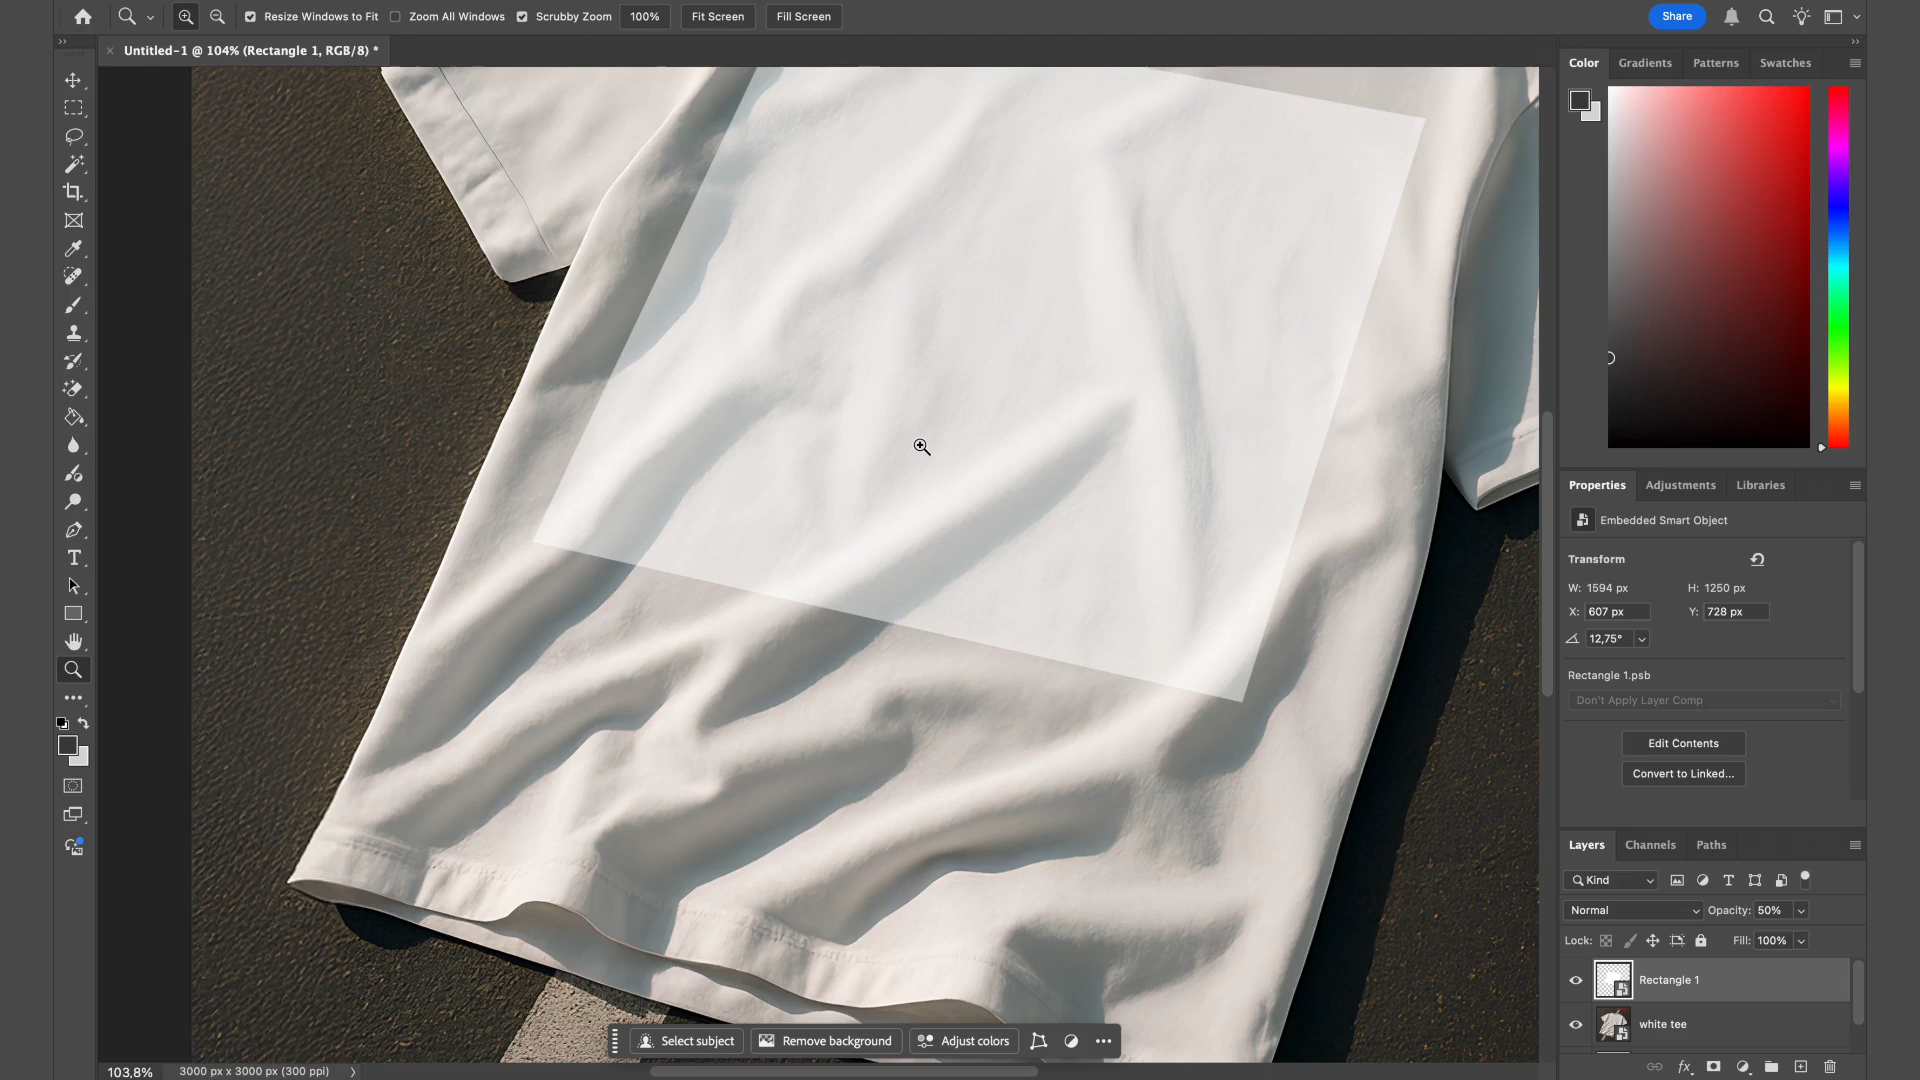 Resize Windows to Fit
Zoom All Windows
Scrubby Zoom
100%
Fit Screen
Fill Screen
Share
Untitled-1 @ 104% (Rectangle 1, RGB/8) *
Color
Gradients
Patterns
Swatches
Properties
Adjustments
Libraries
Embedded Smart Object
Transform
W: 1594 px
H: 1250 px
X: 607 px
Y: 728 px
12,75°
Rectangle 1.psb
Don't Apply Layer Comp
Edit Contents
Convert to Linked...
Layers
Channels
Paths
Kind
Normal
Opacity: 50%
Lock:
Fill: 100%
Rectangle 1
white tee
Select subject
Remove background
Adjust colors
103,8%
3000 px x 3000 px (300 ppi)